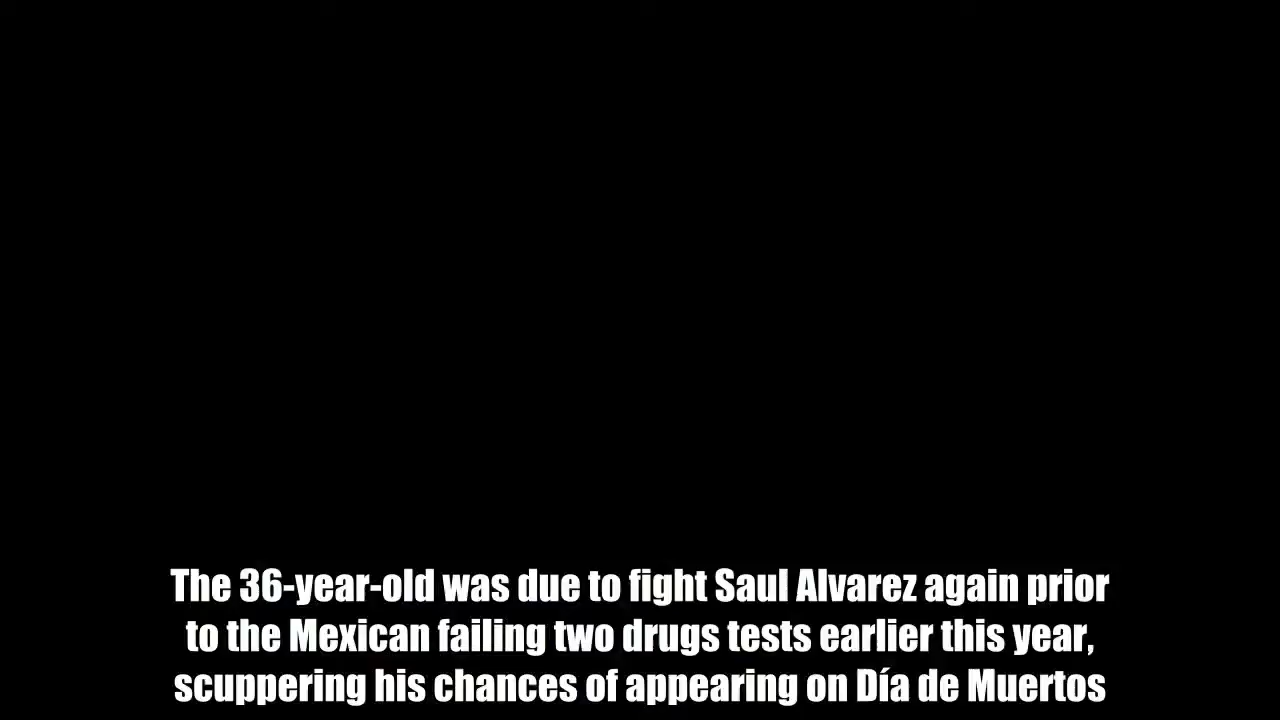 The 36-year-old was due to fight Saul Alvarez again prior
to the Mexican failing two drugs tests earlier this year,
scuppering his chances of appearing on Día de Muertos